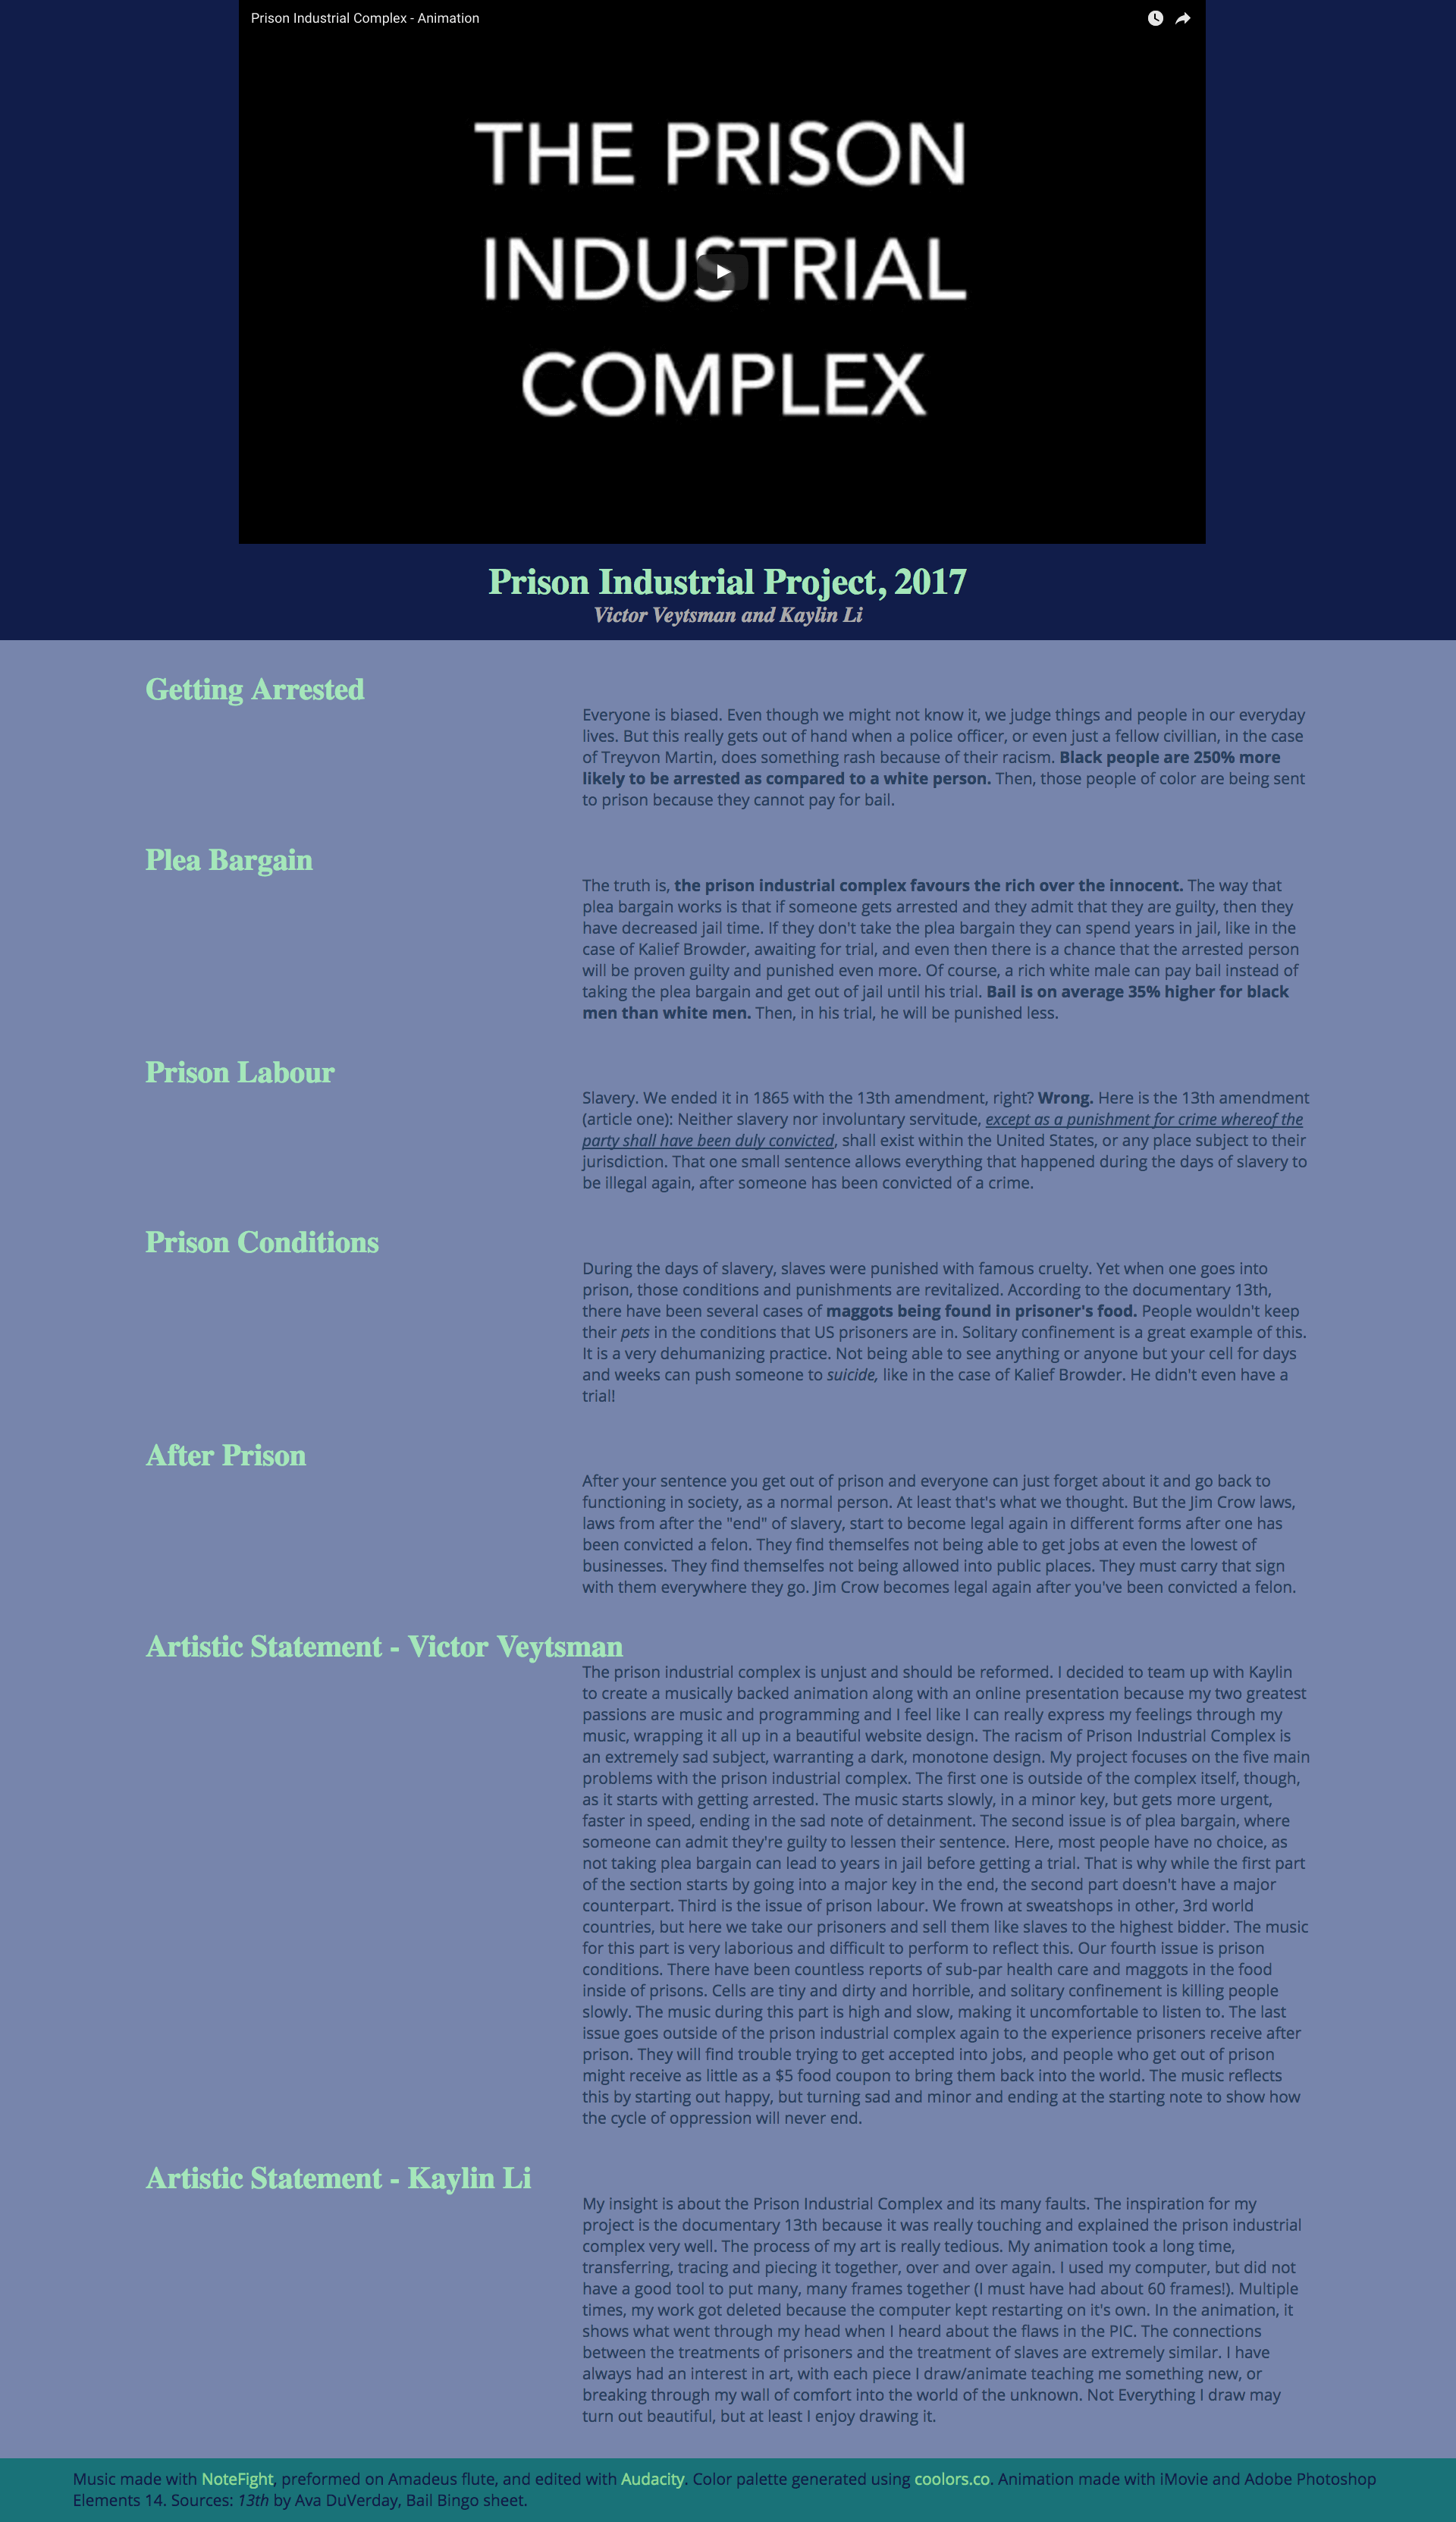 Prison Industrial Complex - Animation
THE PRISON
INDUSTRIAL
COMPLEX
Prison Industrial Project, 2017
Victor Veytsman and Kaylin Li
Getting Arrested
Everyone is biased. Even though we might not know it, we judge things and people in our everyday
lives. But this really gets out of hand when a police officer, or even just a fellow civillian, in the case
of Treyvon Martin, does something rash because of their racism. Black people are 250% more
likely to be arrested as compared to a white person. Then, those people of color are being sent
to prison because they cannot pay for bail.
Plea Bargain
The truth is, the prison industrial complex favours the rich over the innocent. The way that
plea bargain works is that if someone gets arrested and they admit that they are guilty, then they
have decreased jail time. If they don't take the plea bargain they can spend years in jail, like in the
case of Kalief Browder, awaiting for trial, and even then there is a chance that the arrested person
will be proven guilty and punished even more. Of course, a rich white male can pay bail instead of
taking the plea bargain and get out of jail until his trial. Bail is on average 35% higher for black
men than white men. Then, in his trial, he will be punished less.
Prison Labour
Slavery. We ended it in 1865 with the 13th amendment, right? Wrong. Here is the 13th amendment
(article one): Neither slavery nor involuntary servitude, except as a punishment for crime whereof the
party shall have been duly convicted, shall exist within the United States, or any place subject to their
jurisdiction. That one small sentence allows everything that happened during the days of slavery to
be illegal again, after someone has been convicted of a crime.
Prison Conditions
During the days of slavery, slaves were punished with famous cruelty. Yet when one goes into
prison, those conditions and punishments are revitalized. According to the documentary 13th,
there have been several cases of maggots being found in prisoner's food. People wouldn't keep
their pets in the conditions that US prisoners are in. Solitary confinement is a great example of this.
It is a very dehumanizing practice. Not being able to see anything or anyone but your cell for days
and weeks can push someone to suicide, like in the case of Kalief Browder. He didn't even have a
trial!
After Prison
After your sentence you get out of prison and everyone can just forget about it and go back to
functioning in society, as a normal person. At least that's what we thought. But the Jim Crow laws,
laws from after the "end" of slavery, start to become legal again in different forms after one has
been convicted a felon. They find themselfes not being able to get jobs at even the lowest of
businesses. They find themselfes not being allowed into public places. They must carry that sign
with them everywhere they go. Jim Crow becomes legal again after you've been convicted a felon.
Artistic Statement - Victor Veytsman
The prison industrial complex is unjust and should be reformed. I decided to team up with Kaylin
to create a musically backed animation along with an online presentation because my two greatest
passions are music and programming and I feel like I can really express my feelings through my
music, wrapping it all up in a beautiful website design. The racism of Prison Industrial Complex is
an extremely sad subject, warranting a dark, monotone design. My project focuses on the five main
problems with the prison industrial complex. The first one is outside of the complex itself, though,
as it starts with getting arrested. The music starts slowly, in a minor key, but gets more urgent,
faster in speed, ending in the sad note of detainment. The second issue is of plea bargain, where
someone can admit they're guilty to lessen their sentence. Here, most people have no choice, as
not taking plea bargain can lead to years in jail before getting a trial. That is why while the first part
of the section starts by going into a major key in the end, the second part doesn't have a major
counterpart. Third is the issue of prison labour. We frown at sweatshops in other, 3rd world
countries, but here we take our prisoners and sell them like slaves to the highest bidder. The music
for this part is very laborious and difficult to perform to reflect this. Our fourth issue is prison
conditions. There have been countless reports of sub-par health care and maggots in the food
inside of prisons. Cells are tiny and dirty and horrible, and solitary confinement is killing people
slowly. The music during this part is high and slow, making it uncomfortable to listen to. The last
issue goes outside of the prison industrial complex again to the experience prisoners receive after
prison. They will find trouble trying to get accepted into jobs, and people who get out of prison
might receive as little as a $5 food coupon to bring them back into the world. The music reflects
this by starting out happy, but turning sad and minor and ending at the starting note to show how
the cycle of oppression will never end.
Artistic Statement - Kaylin Li
My insight is about the Prison Industrial Complex and its many faults. The inspiration for my
project is the documentary 13th because it was really touching and explained the prison industrial
complex very well. The process of my art is really tedious. My animation took a long time,
transferring, tracing and piecing it together, over and over again. I used my computer, but did not
have a good tool to put many, many frames together (I must have had about 60 frames!). Multiple
times, my work got deleted because the computer kept restarting on it's own. In the animation, it
shows what went through my head when I heard about the flaws in the PIC. The connections
between the treatments of prisoners and the treatment of slaves are extremely similar. I have
always had an interest in art, with each piece I draw/animate teaching me something new, or
breaking through my wall of comfort into the world of the unknown. Not Everything I draw may
turn out beautiful, but at least I enjoy drawing it.
Music made with NoteFight, preformed on Amadeus flute, and edited with Audacity. Color palette generated using coolors.co. Animation made with iMovie and Adobe Photoshop
Elements 14. Sources: 13th by Ava DuVerday, Bail Bingo sheet.